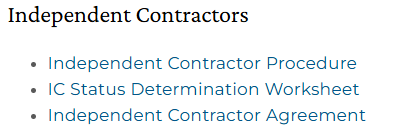 Independent Contractors
Independent Contractor Procedure
IC Status Determination Worksheet
Independent Contractor Agreement